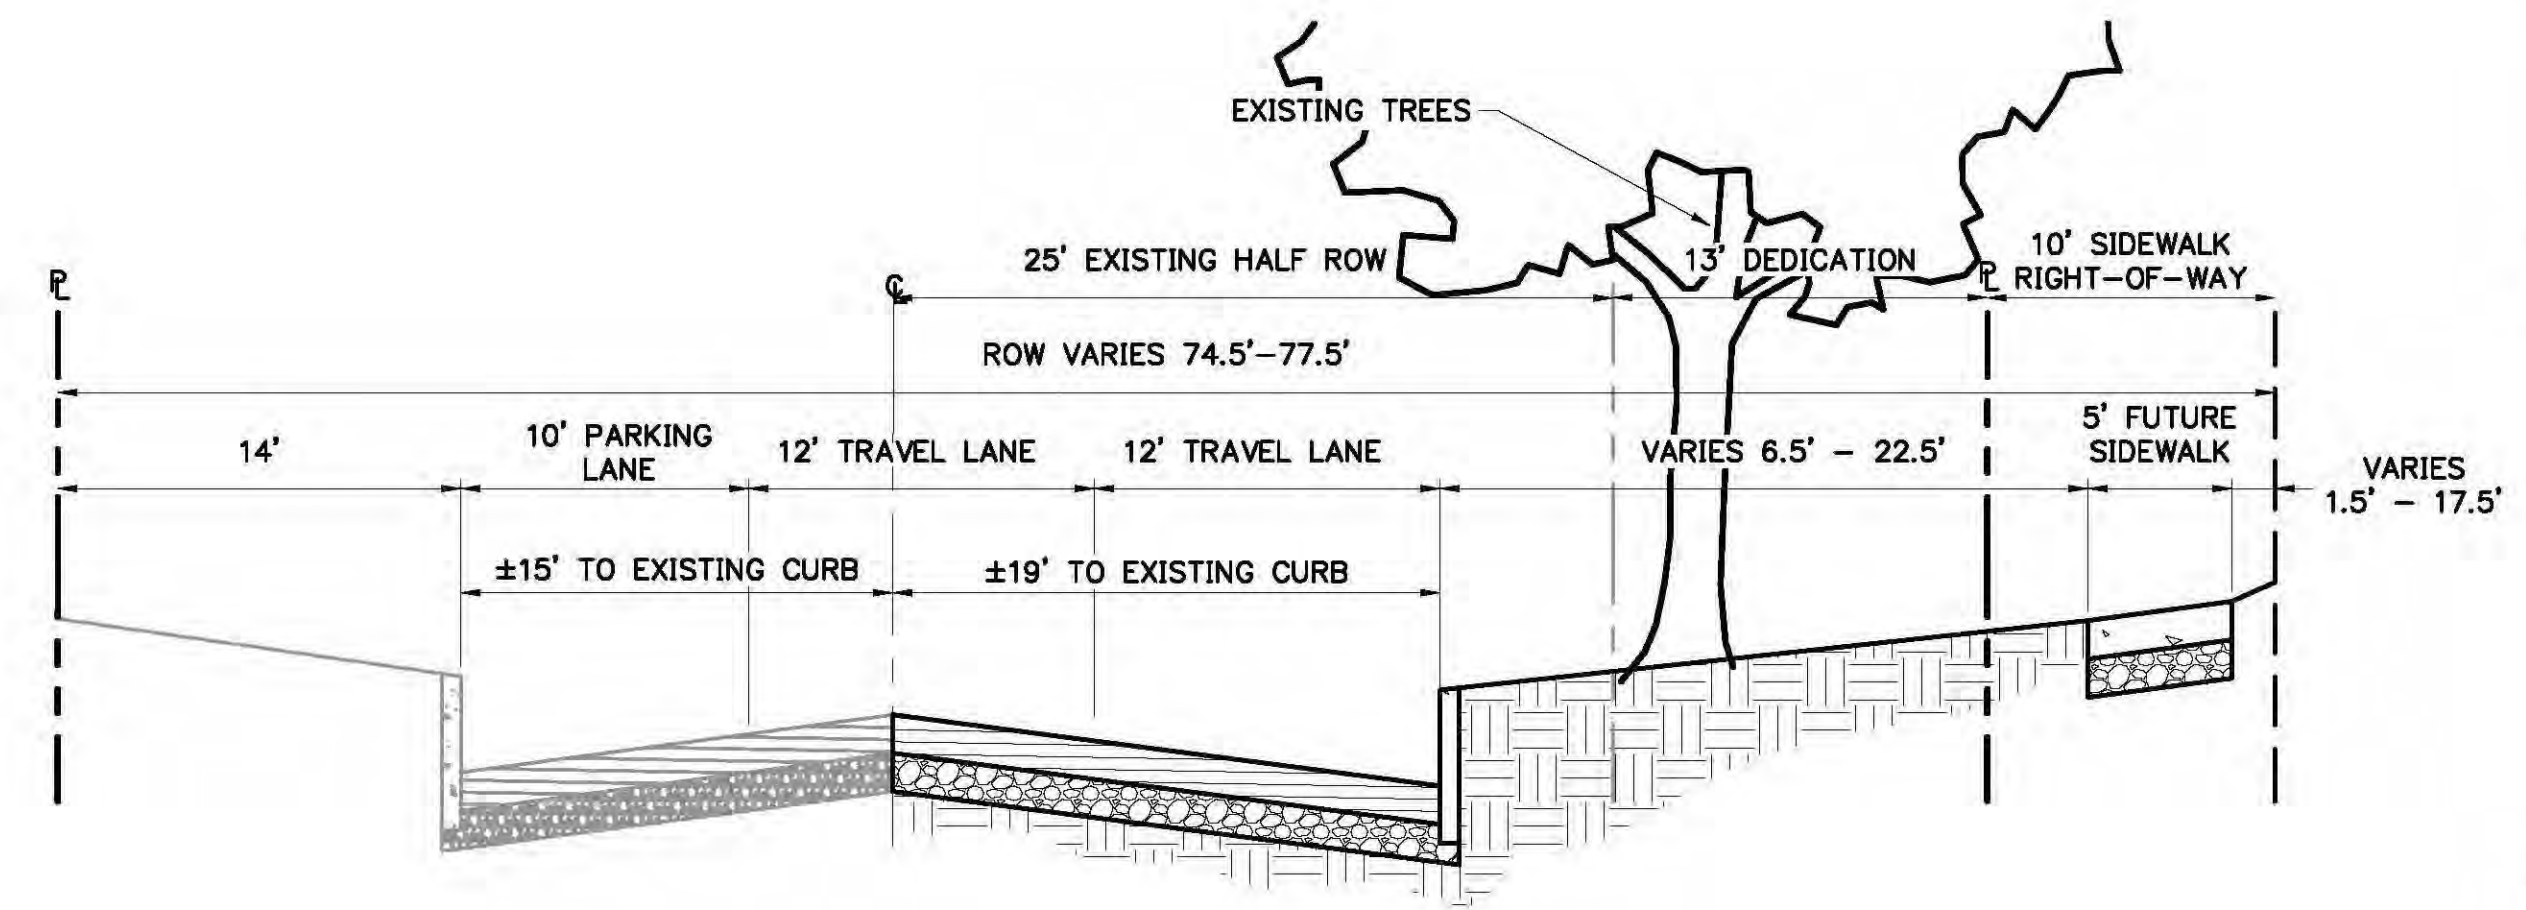 EXISTING TREES
25' EXISTING HALF ROW
13' DEDICATION
10' SIDEWALK
RIGHT-OF-WAY
PL
CL
PL
ROW VARIES 74.5'-77.5'
14'
10' PARKING
LANE
12' TRAVEL LANE
12' TRAVEL LANE
VARIES 6.5' - 22.5'
5' FUTURE
SIDEWALK
VARIES
1.5' - 17.5'
±15' TO EXISTING CURB
±19' TO EXISTING CURB